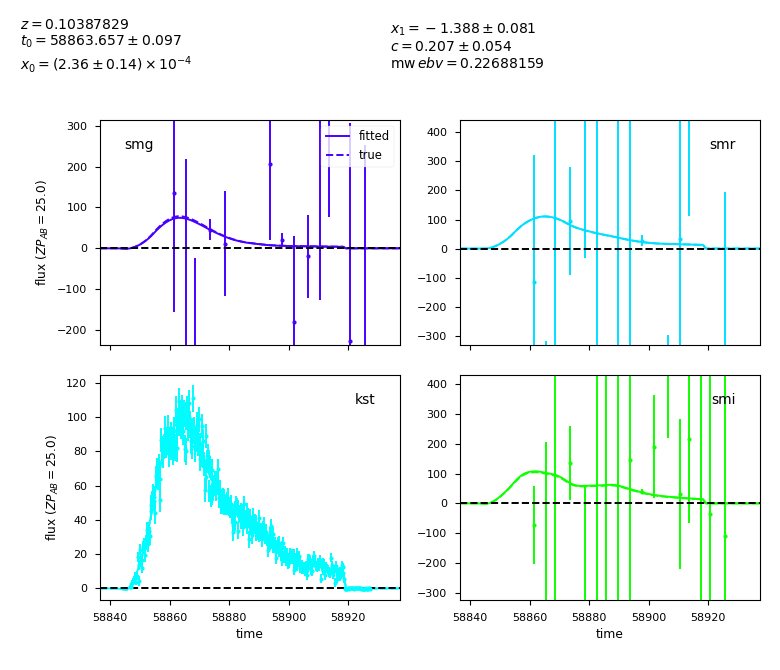 z = 0.10387829
t₀ = 58863.657 ± 0.097
x₀ = (2.36 ± 0.14) × 10⁻⁴
x₁ = −1.388 ± 0.081
c = 0.207 ± 0.054
mw ebv = 0.22688159
300
200
100
0
−100
−200
flux (ZP_AB = 25.0)
smg
fitted
true
400
300
200
100
0
−100
−200
−300
smr
120
100
80
60
40
20
0
flux (ZP_AB = 25.0)
kst
58840 58860 58880 58900 58920
time
400
300
200
100
0
−100
−200
−300
smi
58840 58860 58880 58900 58920
time